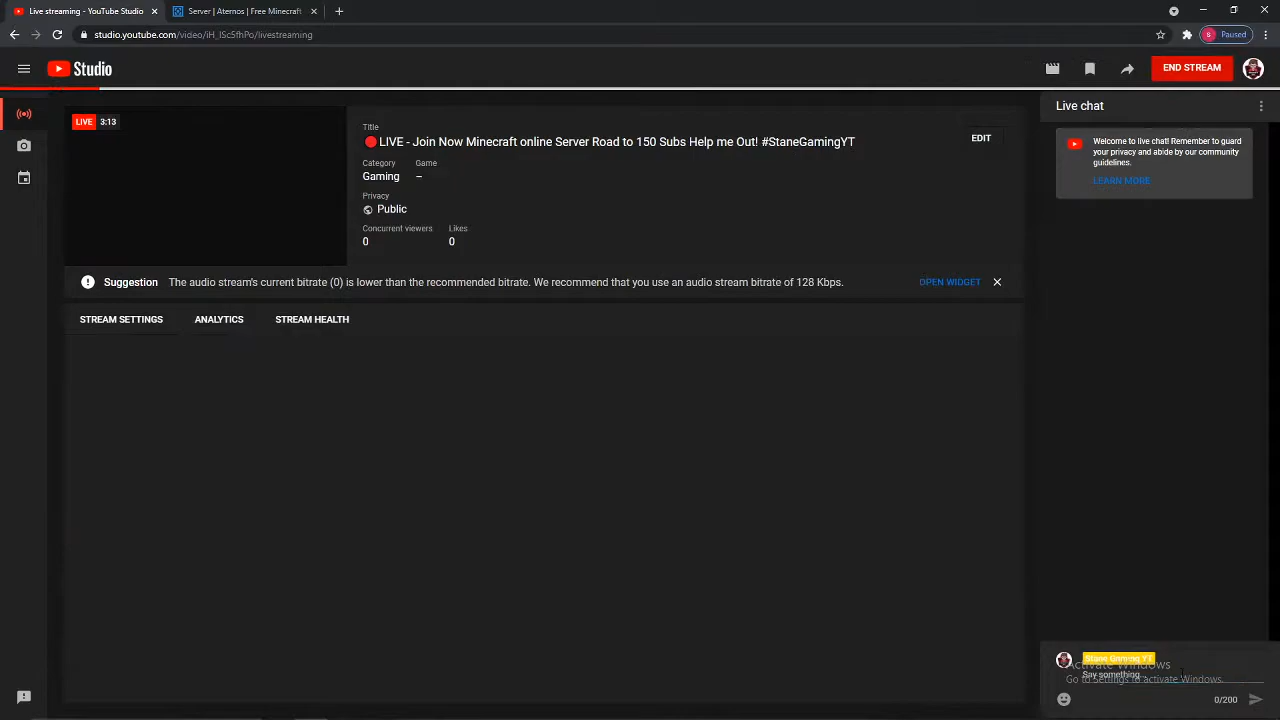 Live streaming - YouTube Studio
Server | Aternos | Free Minecraft
studio.youtube.com/video/iH_lSc5fhPo/livestreaming
S Paused
Studio
END STREAM
LIVE 3:13
Title
🔴LIVE - Join Now Minecraft online Server Road to 150 Subs Help me Out! #StaneGamingYT
EDIT
Category Game
Gaming –
Privacy
Public
Concurrent viewers Likes
0 0
Suggestion The audio stream's current bitrate (0) is lower than the recommended bitrate. We recommend that you use an audio stream bitrate of 128 Kbps.
OPEN WIDGET
STREAM SETTINGS ANALYTICS STREAM HEALTH
Live chat
Welcome to live chat! Remember to guard
your privacy and abide by our community
guidelines.
LEARN MORE
Stane Gaming YT
Activate Windows
Say something...
Go to Settings to activate Windows.
0/200